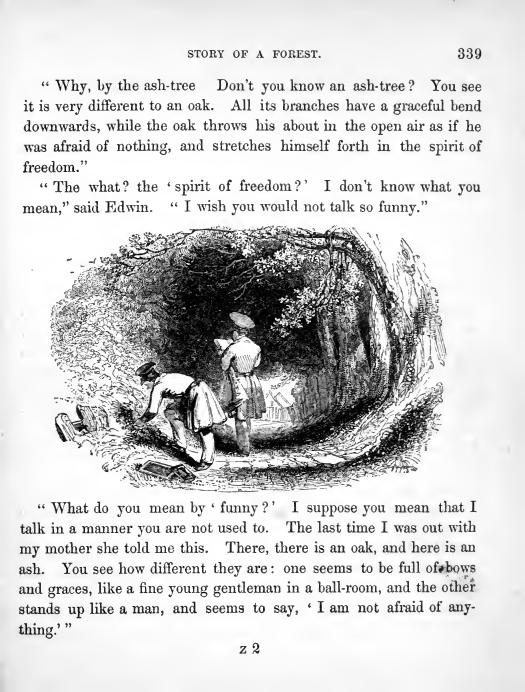 STORY OF A FOREST. 339
“ Why, by the ash-tree Don't you know an ash-tree ? You see
it is very different to an oak. All its branches have a graceful bend
downwards, while the oak throws his about in the open air as if he
was afraid of nothing, and stretches himself forth in the spirit of
freedom.”
“ The what ? the ‘ spirit of freedom ? ’ I don't know what you
mean,” said Edwin. “ I wish you would not talk so funny.”
“ What do you mean by ‘ funny ? ’ I suppose you mean that I
talk in a manner you are not used to. The last time I was out with
my mother she told me this. There, there is an oak, and here is an
ash. You see how different they are : one seems to be full of bows
and graces, like a fine young gentleman in a ball-room, and the other
stands up like a man, and seems to say, ‘ I am not afraid of any-
thing.’ ”
z 2